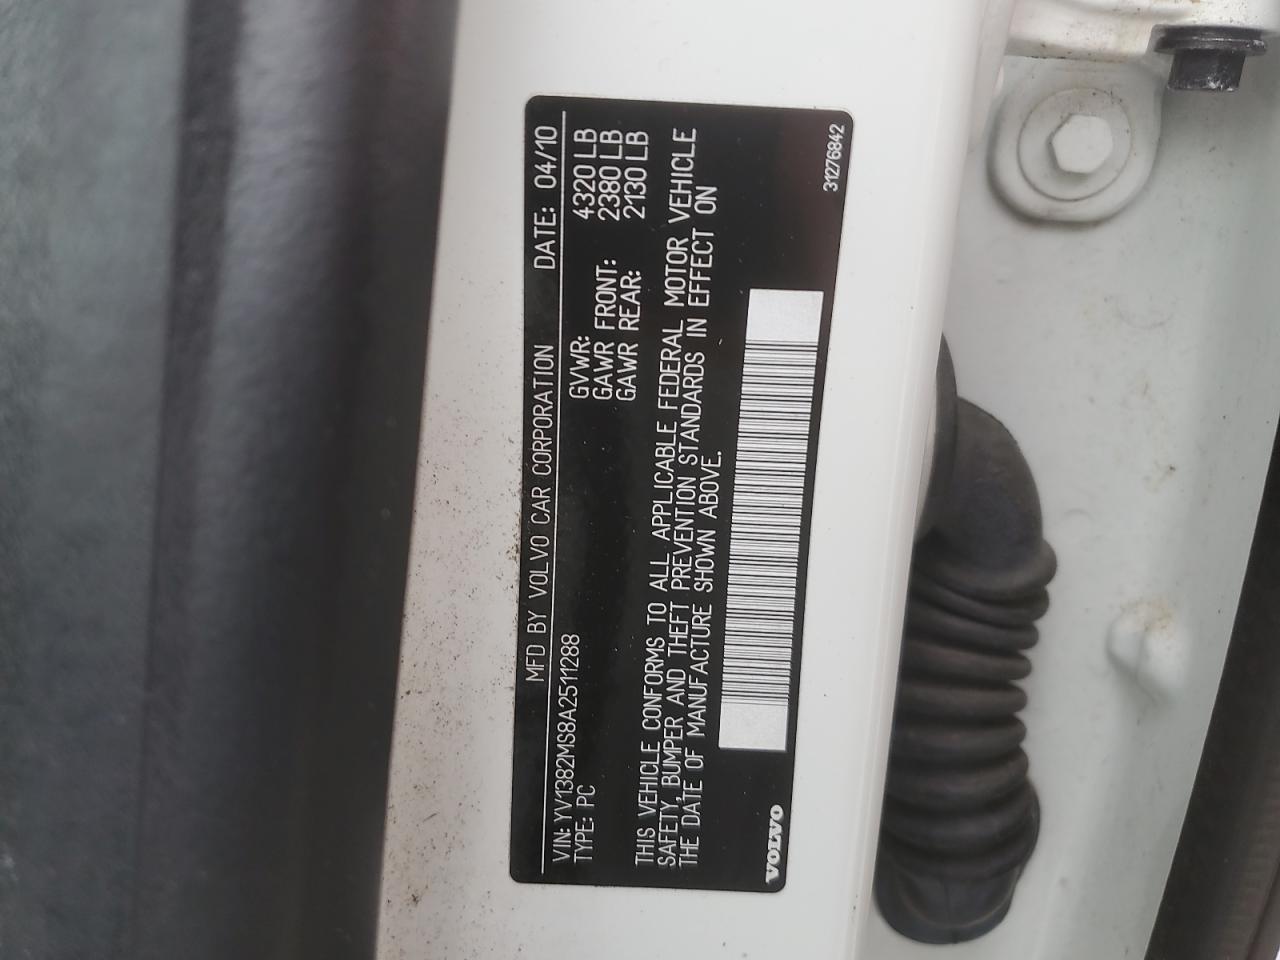 MFD BY VOLVO CAR CORPORATION DATE: 04/10
VIN: YV1382MS8A2511288
TYPE: PC
GVWR: 4320 LB
GAWR FRONT: 2380 LB
GAWR REAR: 2130 LB
THIS VEHICLE CONFORMS TO ALL APPLICABLE FEDERAL MOTOR VEHICLE
SAFETY, BUMPER AND THEFT PREVENTION STANDARDS IN EFFECT ON
THE DATE OF MANUFACTURE SHOWN ABOVE.
VOLVO
31276842